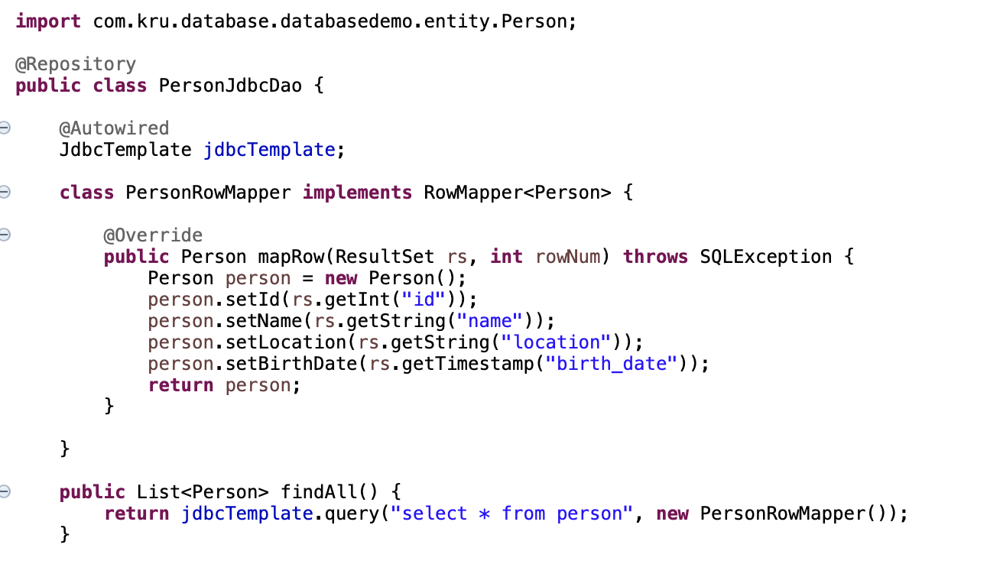 import com.kru.database.databasedemo.entity.Person;
@Repository
public class PersonJdbcDao {
@Autowired
JdbcTemplate jdbcTemplate;
class PersonRowMapper implements RowMapper<Person> {
@Override
public Person mapRow(ResultSet rs, int rowNum) throws SQLException {
Person person = new Person();
person.setId(rs.getInt("id"));
person.setName(rs.getString("name"));
person.setLocation(rs.getString("location"));
person.setBirthDate(rs.getTimestamp("birth_date"));
return person;
}
}
public List<Person> findAll() {
return jdbcTemplate.query("select * from person", new PersonRowMapper());
}